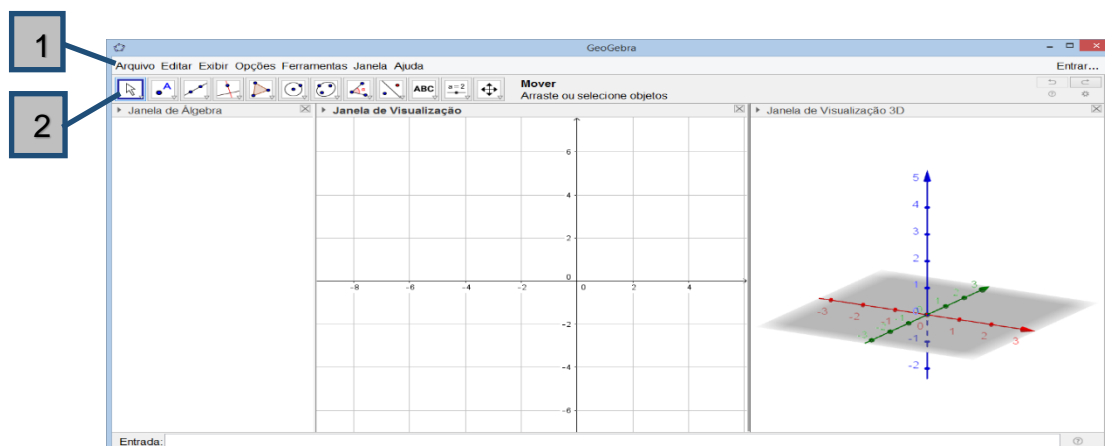 1
2
GeoGebra
Arquivo Editar Exibir Opções Ferramentas Janela Ajuda
Entrar...
A
ABC
a=2
Mover
Arraste ou selecione objetos
Janela de Álgebra
Janela de Visualização
Janela de Visualização 3D
6
4
2
0
-8 -6 -4 -2 0 2 4
-2
-4
-6
5
4
3
2
1
0
-1
-2
-3 -2 -1 0 1 2 3
3
Entrada: